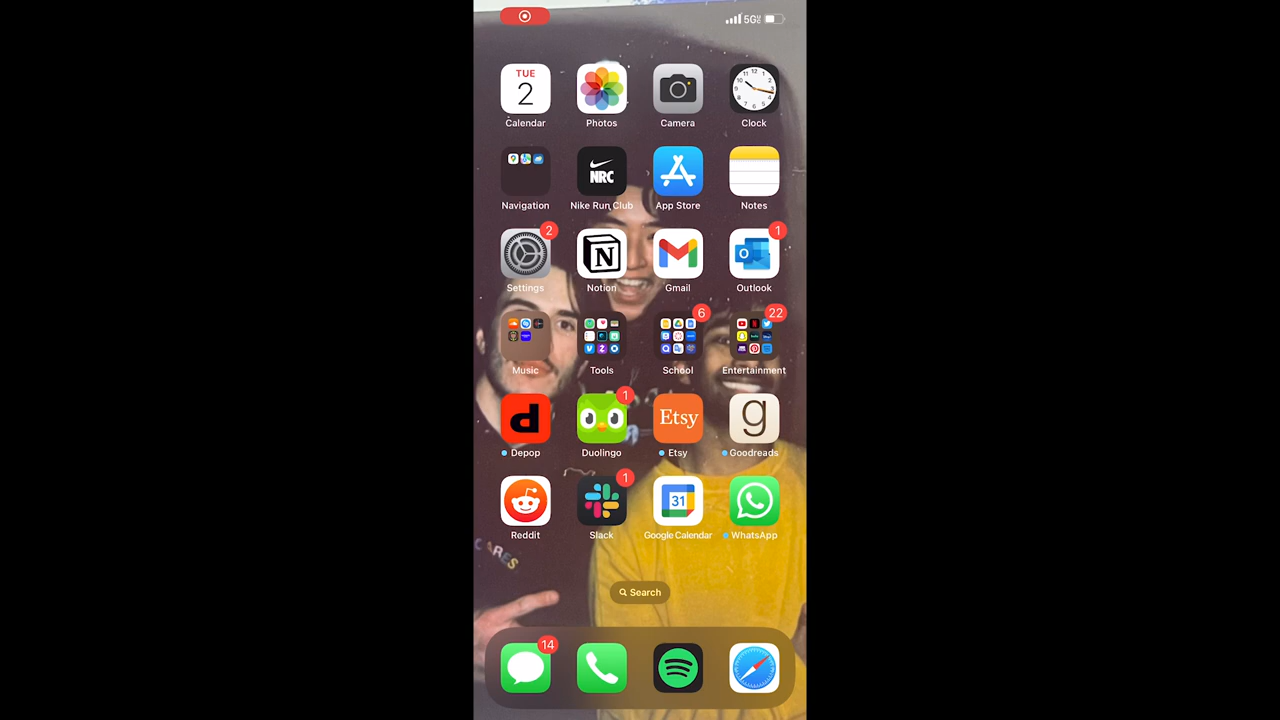 5G
TUE
2
Calendar
Photos
Camera
Clock
Navigation
NRC
Nike Run Club
App Store
Notes
2
Settings
N
Notion
Gmail
1
O
Outlook
Music
Tools
6
School
22
Entertainment
d
Depop
1
Duolingo
Etsy
Etsy
g
Goodreads
Reddit
1
Slack
31
Google Calendar
WhatsApp
CARES
Search
14